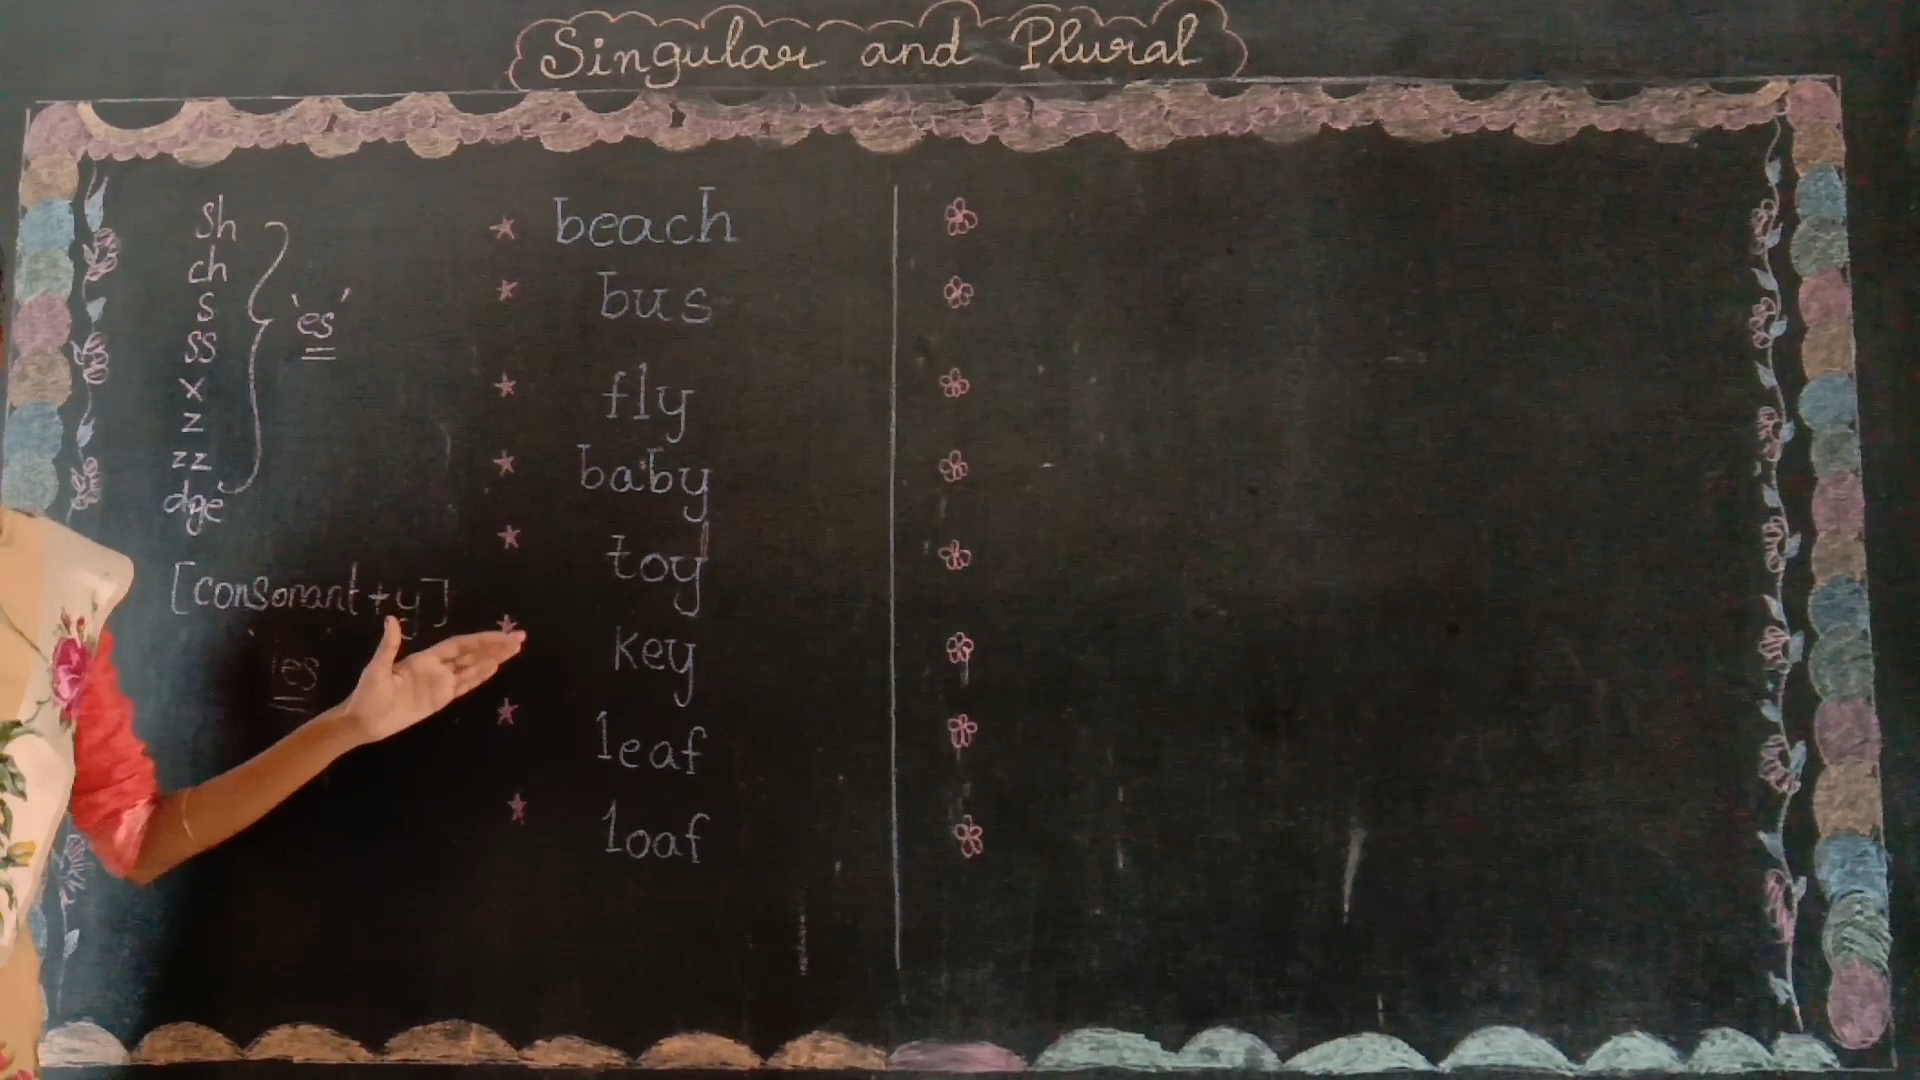 Singular and Plural
sh
ch
s
ss
x
z
zz
dge
'es'
[consonant+y]
ies
beach
bus
fly
baby
toy
key
leaf
loaf